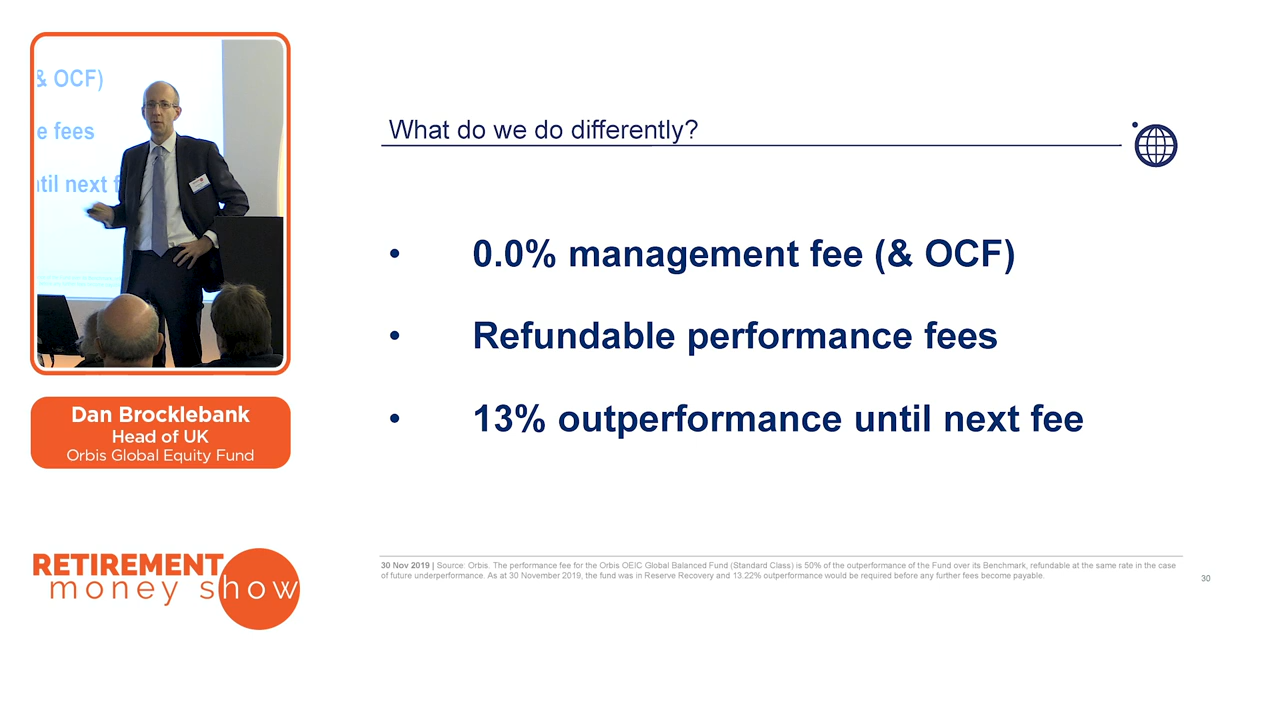 & OCF)
e fees
til next f
Dan Brocklebank
Head of UK
Orbis Global Equity Fund
RETIREMENT
money show
What do we do differently?
• 0.0% management fee (& OCF)
• Refundable performance fees
• 13% outperformance until next fee
30 Nov 2019 | Source: Orbis. The performance fee for the Orbis OEIC Global Balanced Fund (Standard Class) is 50% of the outperformance of the Fund over its Benchmark, refundable at the same rate in the case
of future underperformance. As at 30 November 2019, the fund was in Reserve Recovery and 13.22% outperformance would be required before any further fees become payable.
30